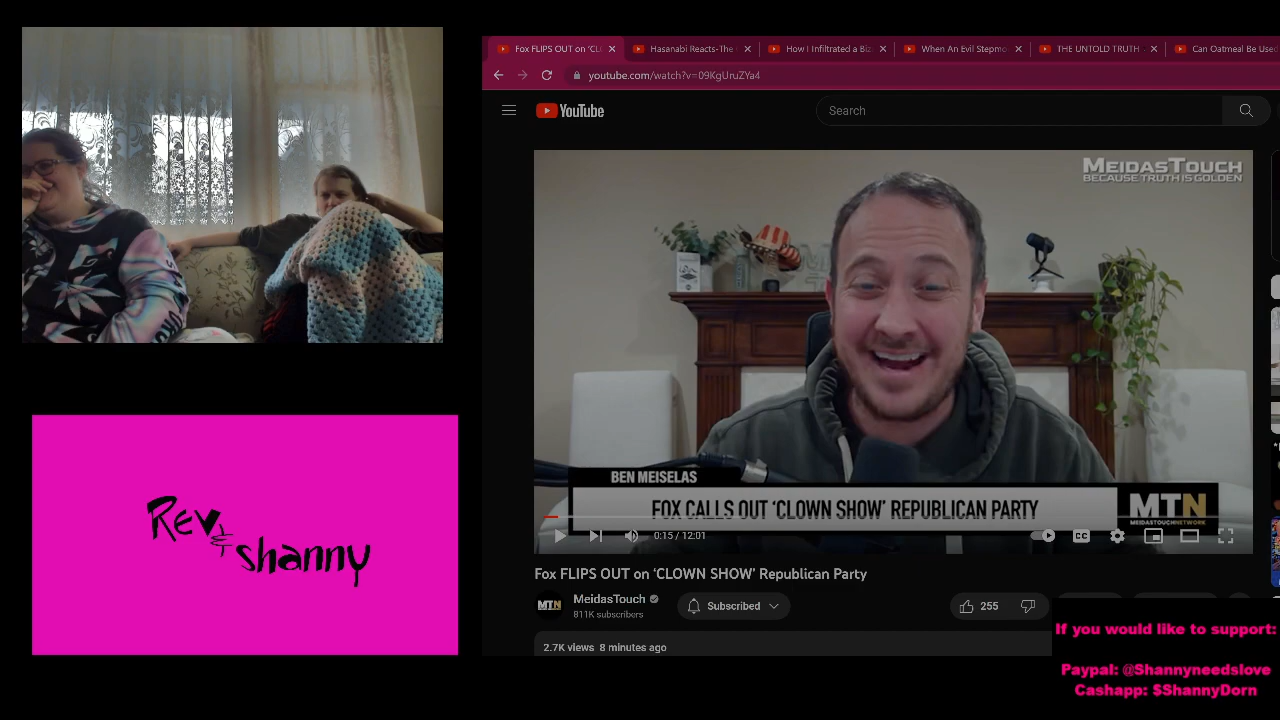 Fox FLIPS OUT on ‘CL
Hasanabi Reacts-The
How I Infiltrated a Biz
When An Evil Stepmo
THE UNTOLD TRUTH
Can Oatmeal Be Used
youtube.com/watch?v=09KgUruZYa4
YouTube
Search
MEIDASTOUCH
BECAUSE TRUTH IS GOLDEN
BEN MEISELAS
FOX CALLS OUT ‘CLOWN SHOW’ REPUBLICAN PARTY
MTN
MEIDASTOUCHNETWORK
0:15 / 12:01
CC
Fox FLIPS OUT on ‘CLOWN SHOW’ Republican Party
MTN
MeidasTouch
811K subscribers
Subscribed
255
2.7K views 8 minutes ago
Rev
&
shanny
If you would like to support:
Paypal: @Shannyneedslove
Cashapp: $ShannyDorn